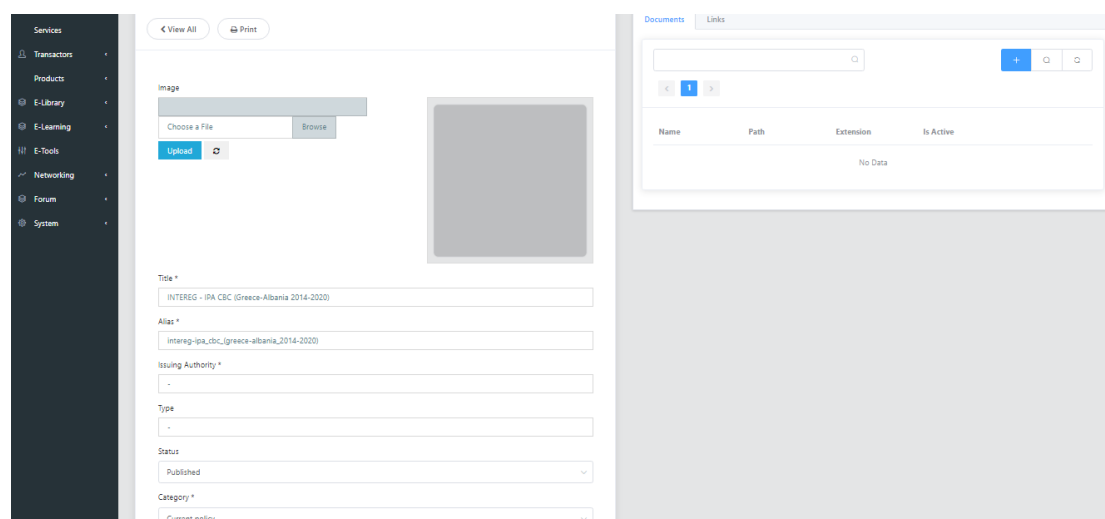 Services
Transactors
Products
E-Library
E-Learning
E-Tools
Networking
Forum
System
View All
Print
Image
Choose a File
Browse
Upload
Title *
INTEREG - IPA CBC (Greece-Albania 2014-2020)
Alias *
intereg-ipa_cbc_(greece-albania_2014-2020)
Issuing Authority *
-
Type
-
Status
Published
Category *
Current policy
Documents Links
1
Name Path Extension Is Active
No Data